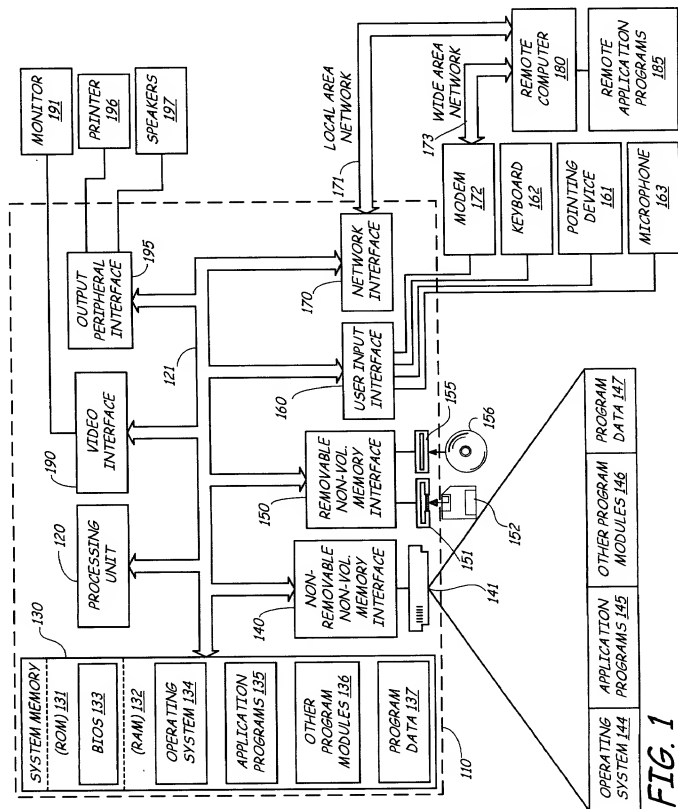 SYSTEM MEMORY
130
(ROM) 131
BIOS 133
(RAM) 132
OPERATING
SYSTEM 134
APPLICATION
PROGRAMS 135
OTHER
PROGRAM
MODULES 136
PROGRAM
DATA 137
110
120
PROCESSING
UNIT
190
VIDEO
INTERFACE
OUTPUT
PERIPHERAL
INTERFACE
195
MONITOR
191
PRINTER
196
SPEAKERS
197
121
140
NON-
REMOVABLE
NON-VOL.
MEMORY
INTERFACE
150
REMOVABLE
NON-VOL.
MEMORY
INTERFACE
160
USER INPUT
INTERFACE
170
NETWORK
INTERFACE
171
LOCAL AREA
NETWORK
141
151
152
155
156
173
WIDE AREA
NETWORK
MODEM
172
KEYBOARD
162
POINTING
DEVICE
161
MICROPHONE
163
REMOTE
COMPUTER
180
REMOTE
APPLICATION
PROGRAMS
185
OPERATING
SYSTEM 144
APPLICATION
PROGRAMS 145
OTHER PROGRAM
MODULES 146
PROGRAM
DATA 147
FIG. 1